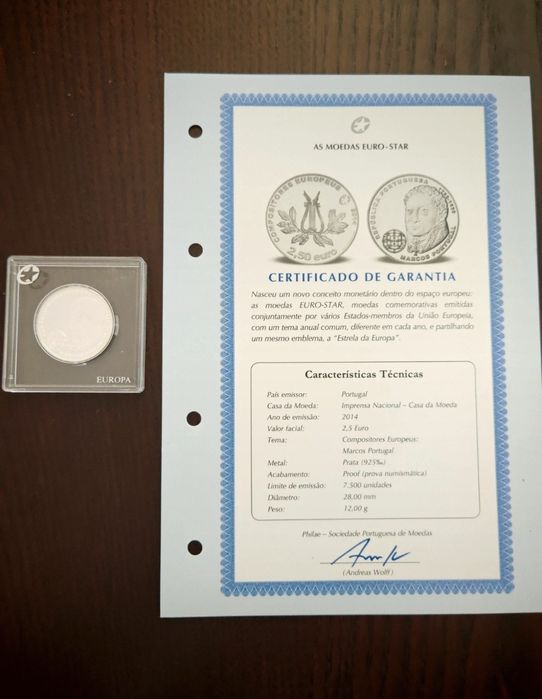 EUROPA
AS MOEDAS EURO-STAR
COMPOSITORES EUROPEUS 2014
2,50 euro
REPÚBLICA PORTUGUESA
MARCOS PORTUGAL
CERTIFICADO DE GARANTIA
Nasceu um novo conceito monetário dentro do espaço europeu:
as moedas EURO-STAR, moedas comemorativas emitidas
conjuntamente por vários Estados-membros da União Europeia,
com um tema anual comum, diferente em cada ano, e partilhando
um mesmo emblema, a "Estrela da Europa".
Características Técnicas
País emissor: Portugal
Casa da Moeda: Imprensa Nacional – Casa da Moeda
Ano de emissão: 2014
Valor facial: 2,5 Euro
Tema: Compositores Europeus:
Marcos Portugal
Metal: Prata (925‰)
Acabamento: Proof (prova numismática)
Limite de emissão: 7.500 unidades
Diâmetro: 28,00 mm
Peso: 12,00 g
Philae – Sociedade Portuguesa de Moedas
(Andreas Wolff)